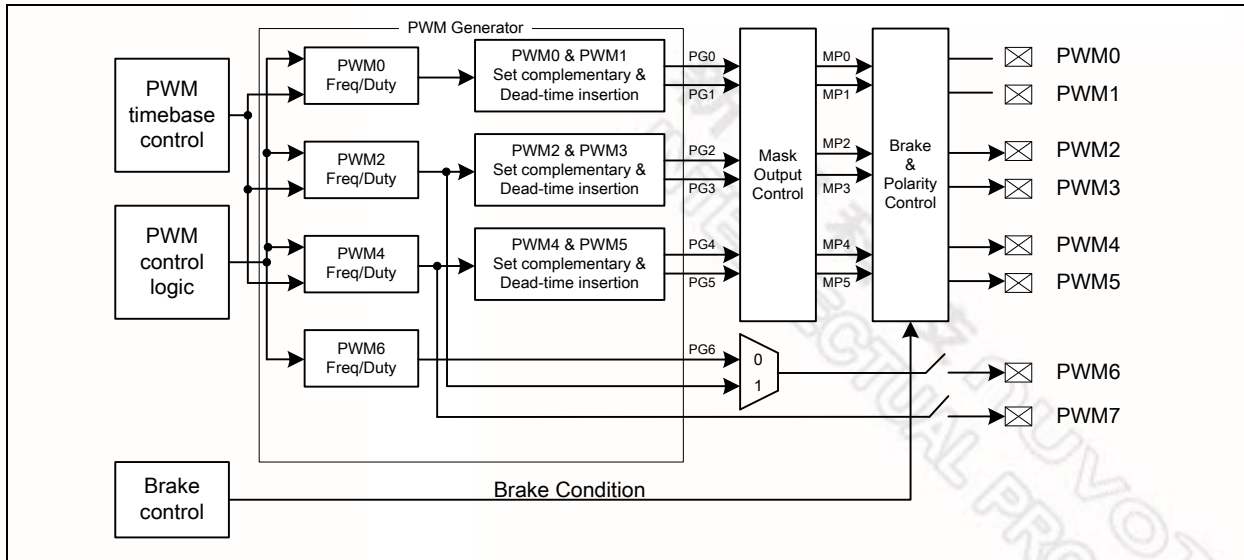 PWM Generator
PWM
timebase
control
PWM
control
logic
Brake
control
PWM0
Freq/Duty
PWM2
Freq/Duty
PWM4
Freq/Duty
PWM6
Freq/Duty
PWM0 & PWM1
Set complementary &
Dead-time insertion
PWM2 & PWM3
Set complementary &
Dead-time insertion
PWM4 & PWM5
Set complementary &
Dead-time insertion
PG0
PG1
PG2
PG3
PG4
PG5
PG6
Mask
Output
Control
0
1
MP0
MP1
MP2
MP3
MP4
MP5
Brake
&
Polarity
Control
PWM0
PWM1
PWM2
PWM3
PWM4
PWM5
PWM6
PWM7
Brake Condition